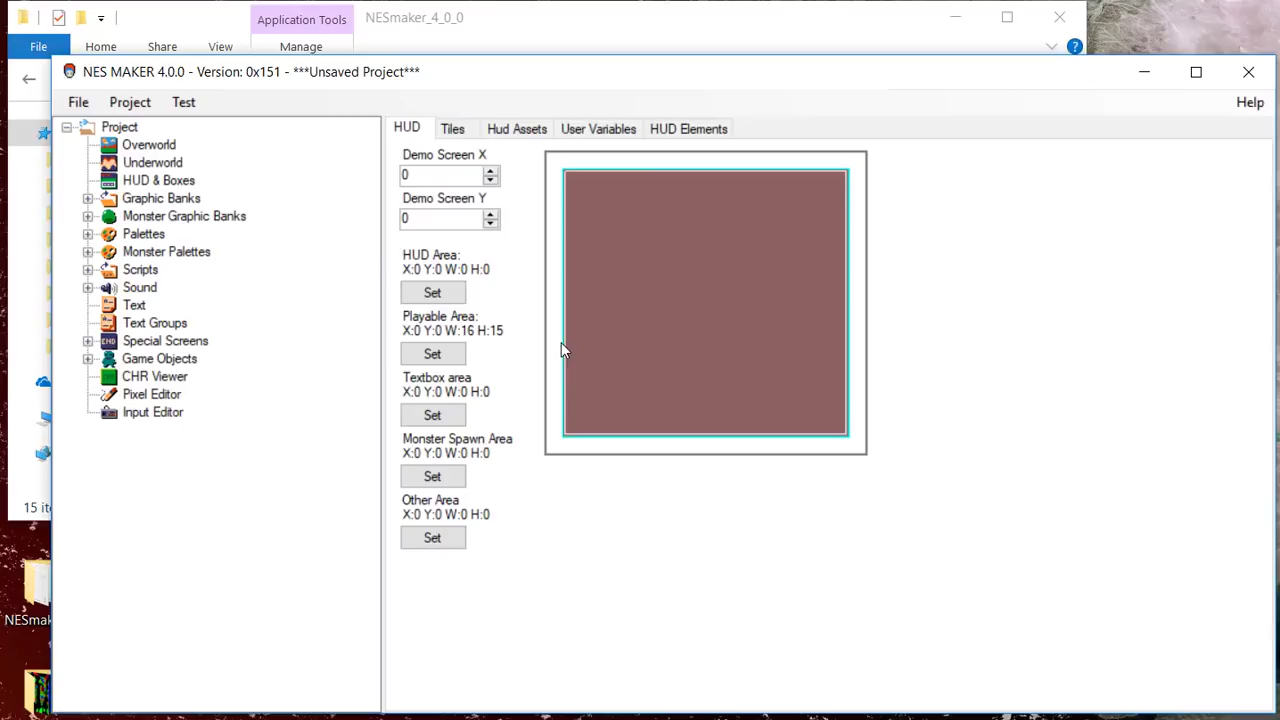 Application Tools
NESmaker_4_0_0
File
Home
Share
View
Manage
?
NES MAKER 4.0.0 - Version: 0x151 - ***Unsaved Project***
File
Project
Test
Help
Project
Overworld
Underworld
HUD & Boxes
Graphic Banks
Monster Graphic Banks
Palettes
Monster Palettes
Scripts
Sound
Text
Text Groups
Special Screens
Game Objects
CHR Viewer
Pixel Editor
Input Editor
HUD
Tiles
Hud Assets
User Variables
HUD Elements
Demo Screen X
0
Demo Screen Y
0
HUD Area:
X:0 Y:0 W:0 H:0
Set
Playable Area:
X:0 Y:0 W:16 H:15
Set
Textbox area
X:0 Y:0 W:0 H:0
Set
Monster Spawn Area
X:0 Y:0 W:0 H:0
Set
Other Area
X:0 Y:0 W:0 H:0
Set
15 ite
NESmake